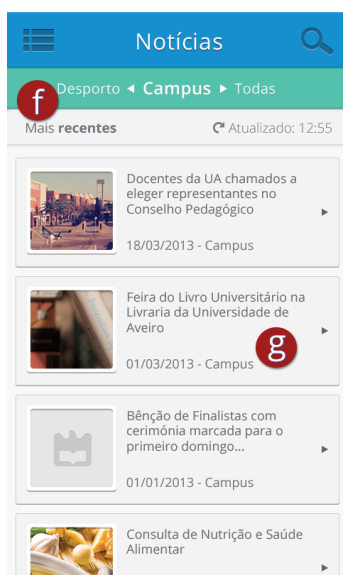 Notícias
Desporto ◄ Campus ► Todas
f
Mais recentes
Atualizado: 12:55
Docentes da UA chamados a
eleger representantes no
Conselho Pedagógico
18/03/2013 - Campus
Feira do Livro Universitário na
Livraria da Universidade de
Aveiro
g
01/03/2013 - Campus
Bênção de Finalistas com
cerimónia marcada para o
primeiro domingo...
01/01/2013 - Campus
Consulta de Nutrição e Saúde
Alimentar